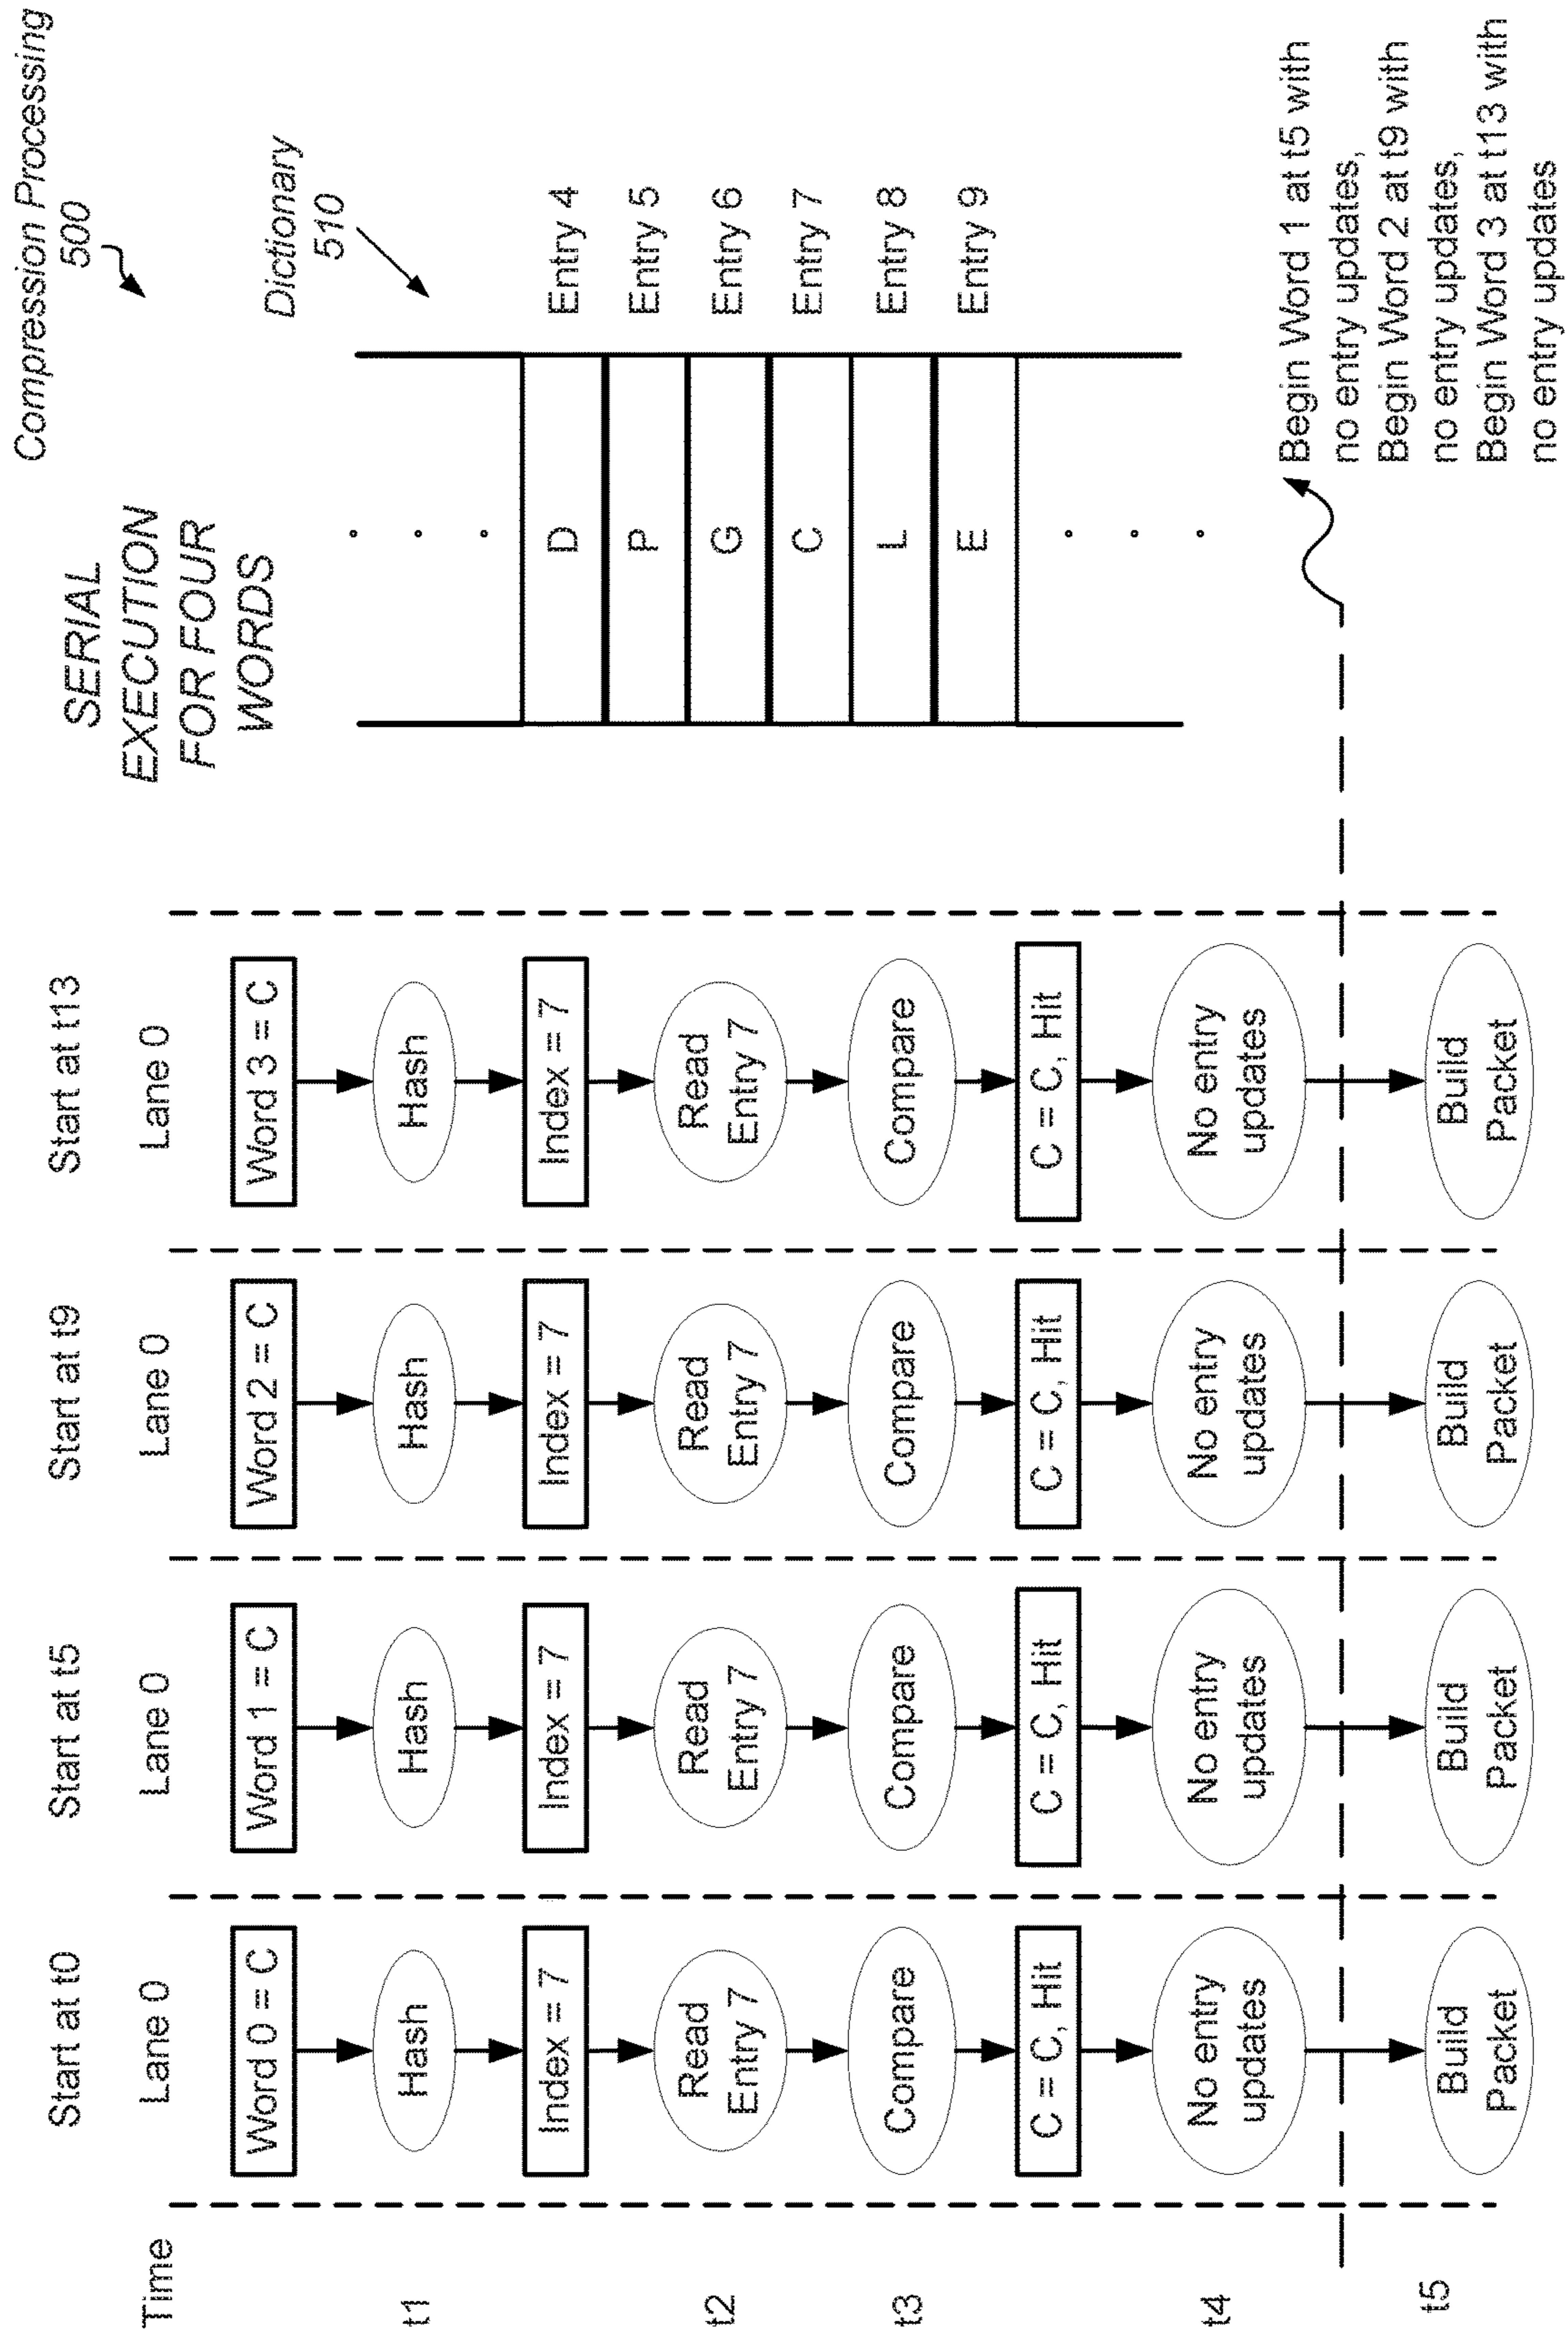 Compression Processing
500
SERIAL
EXECUTION
FOR FOUR
WORDS
Dictionary
510
Start at t0
Start at t5
Start at t9
Start at t13
Time
Lane 0
Lane 0
Lane 0
Lane 0
Word 0 = C
Word 1 = C
Word 2 = C
Word 3 = C
t1
Hash
Hash
Hash
Hash
Index = 7
Index = 7
Index = 7
Index = 7
t2
Read
Entry 7
Read
Entry 7
Read
Entry 7
Read
Entry 7
t3
Compare
Compare
Compare
Compare
C = C, Hit
C = C, Hit
C = C, Hit
C = C, Hit
t4
No entry
updates
No entry
updates
No entry
updates
No entry
updates
t5
Build
Packet
Build
Packet
Build
Packet
Build
Packet
D Entry 4
P Entry 5
G Entry 6
C Entry 7
L Entry 8
E Entry 9
Begin Word 1 at t5 with
no entry updates,
Begin Word 2 at t9 with
no entry updates,
Begin Word 3 at t13 with
no entry updates